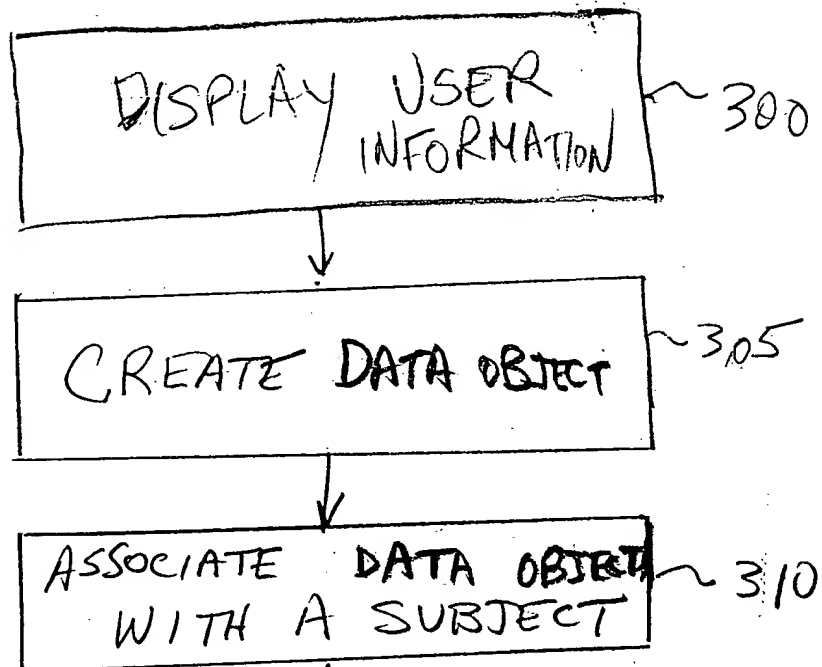 DISPLAY USER
INFORMATION
300
CREATE DATA OBJECT
305
ASSOCIATE DATA OBJECT
WITH A SUBJECT
310